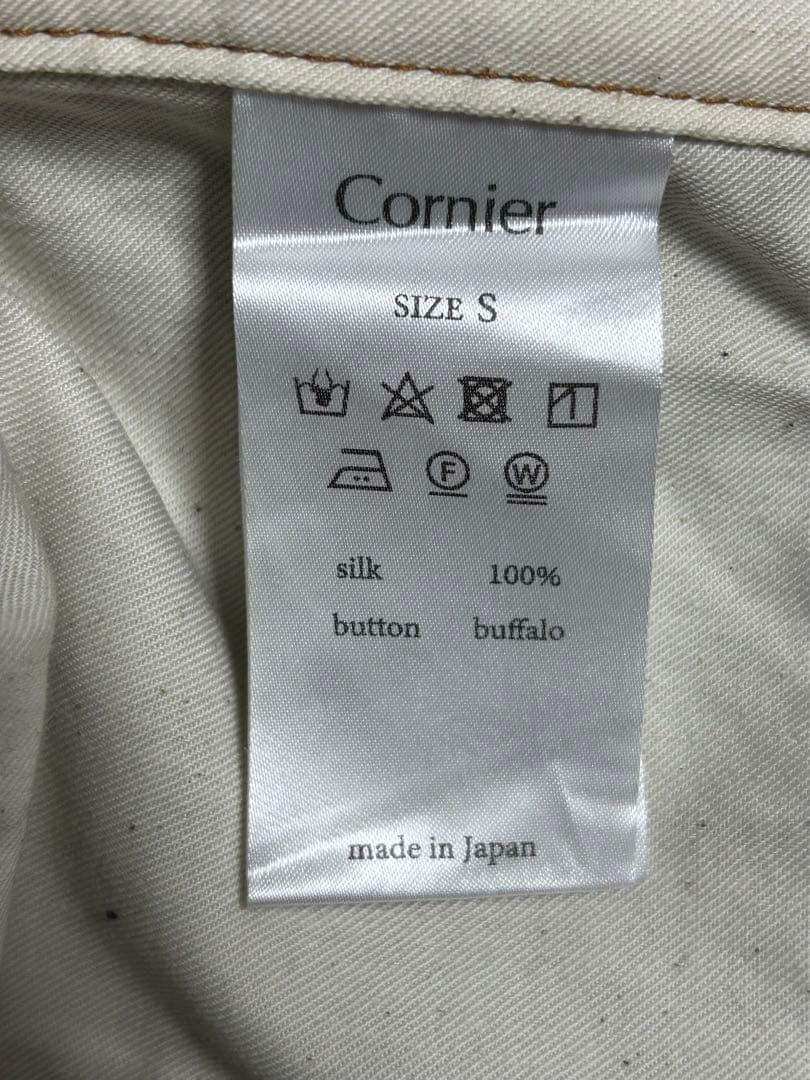 Cornier
SIZE S
F W
silk 100%
button buffalo
made in Japan